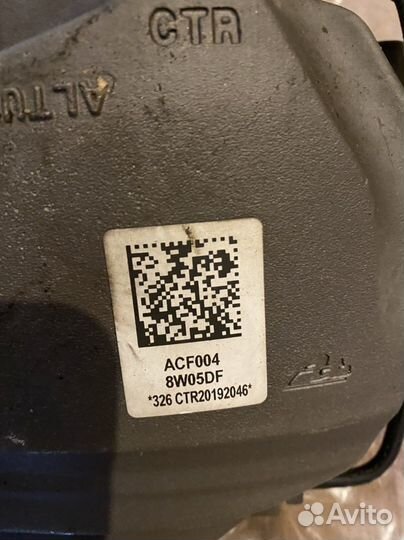 CTR
ALTU
ACF004
8W05DF
*326 CTR20192046*
Avito